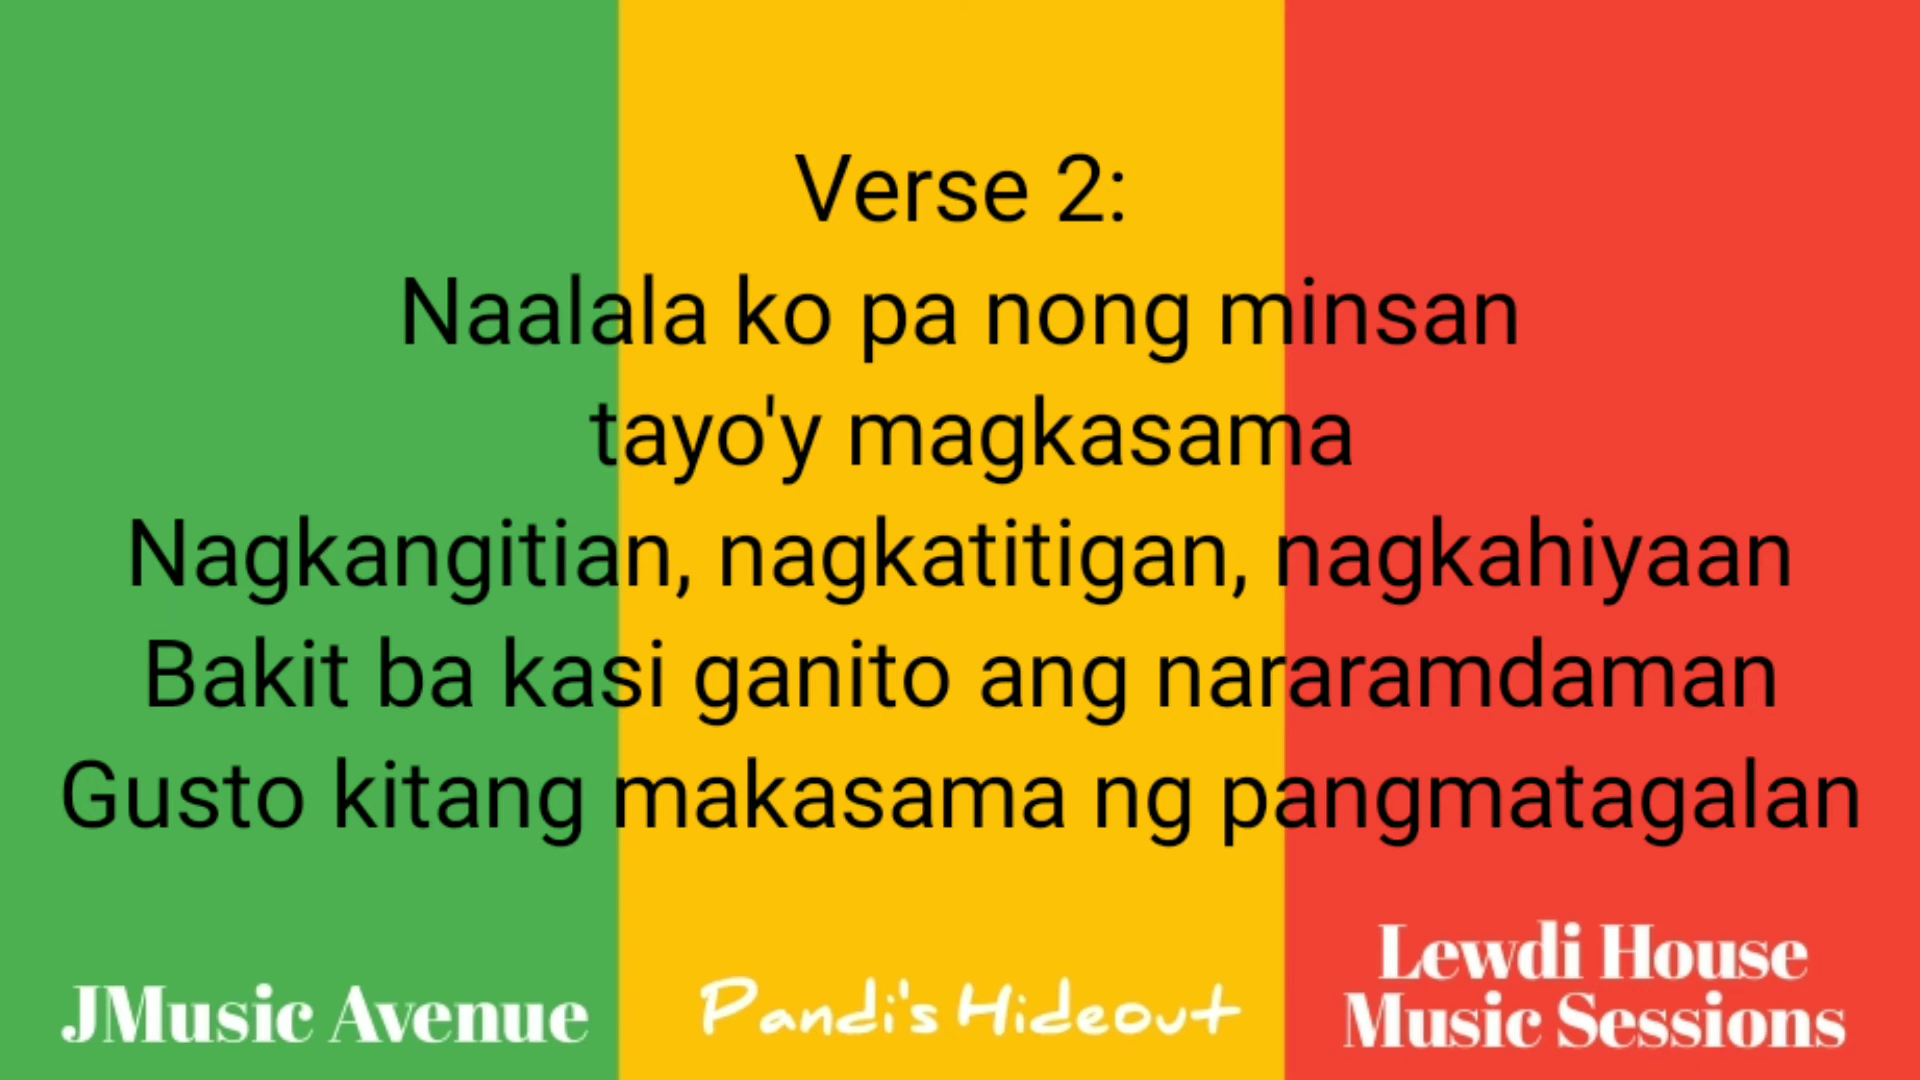 Verse 2:
Naalala ko pa nong minsan
tayo'y magkasama
Nagkangitian, nagkatitigan, nagkahiyaan
Bakit ba kasi ganito ang nararamdaman
Gusto kitang makasama ng pangmatagalan
JMusic Avenue
Pandi's Hideout
Lewdi House
Music Sessions